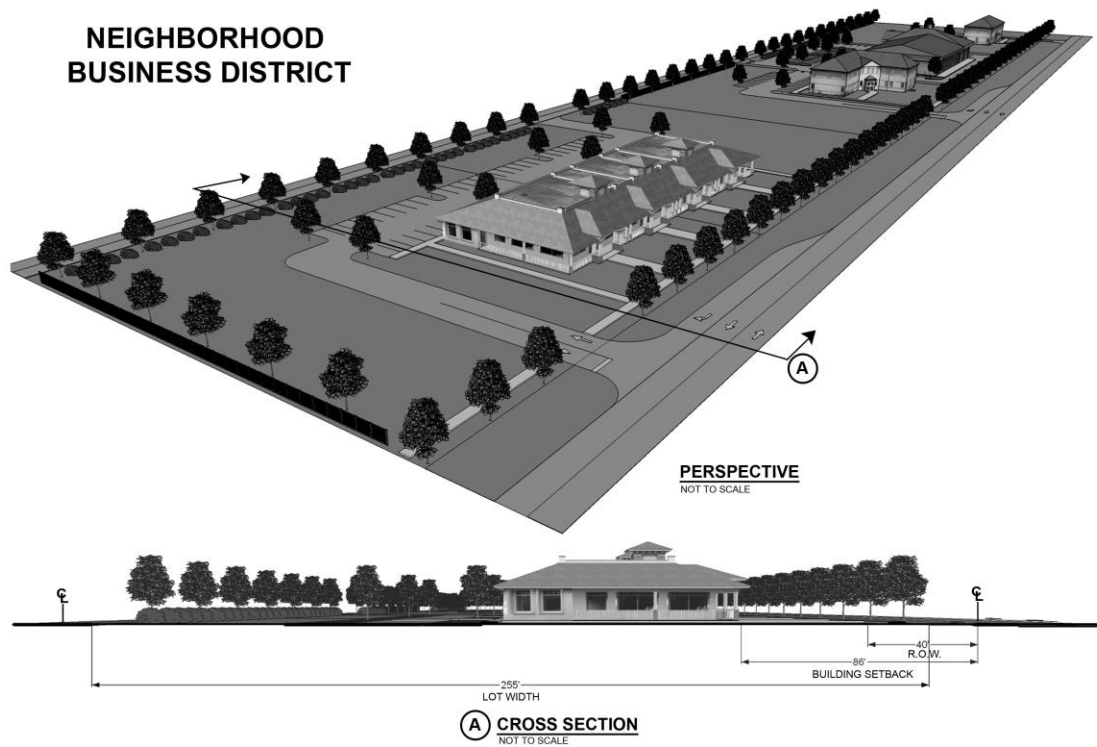 NEIGHBORHOOD
BUSINESS DISTRICT
A
PERSPECTIVE
NOT TO SCALE
℄
℄
40'
R.O.W.
86'
BUILDING SETBACK
255'
LOT WIDTH
A CROSS SECTION
NOT TO SCALE